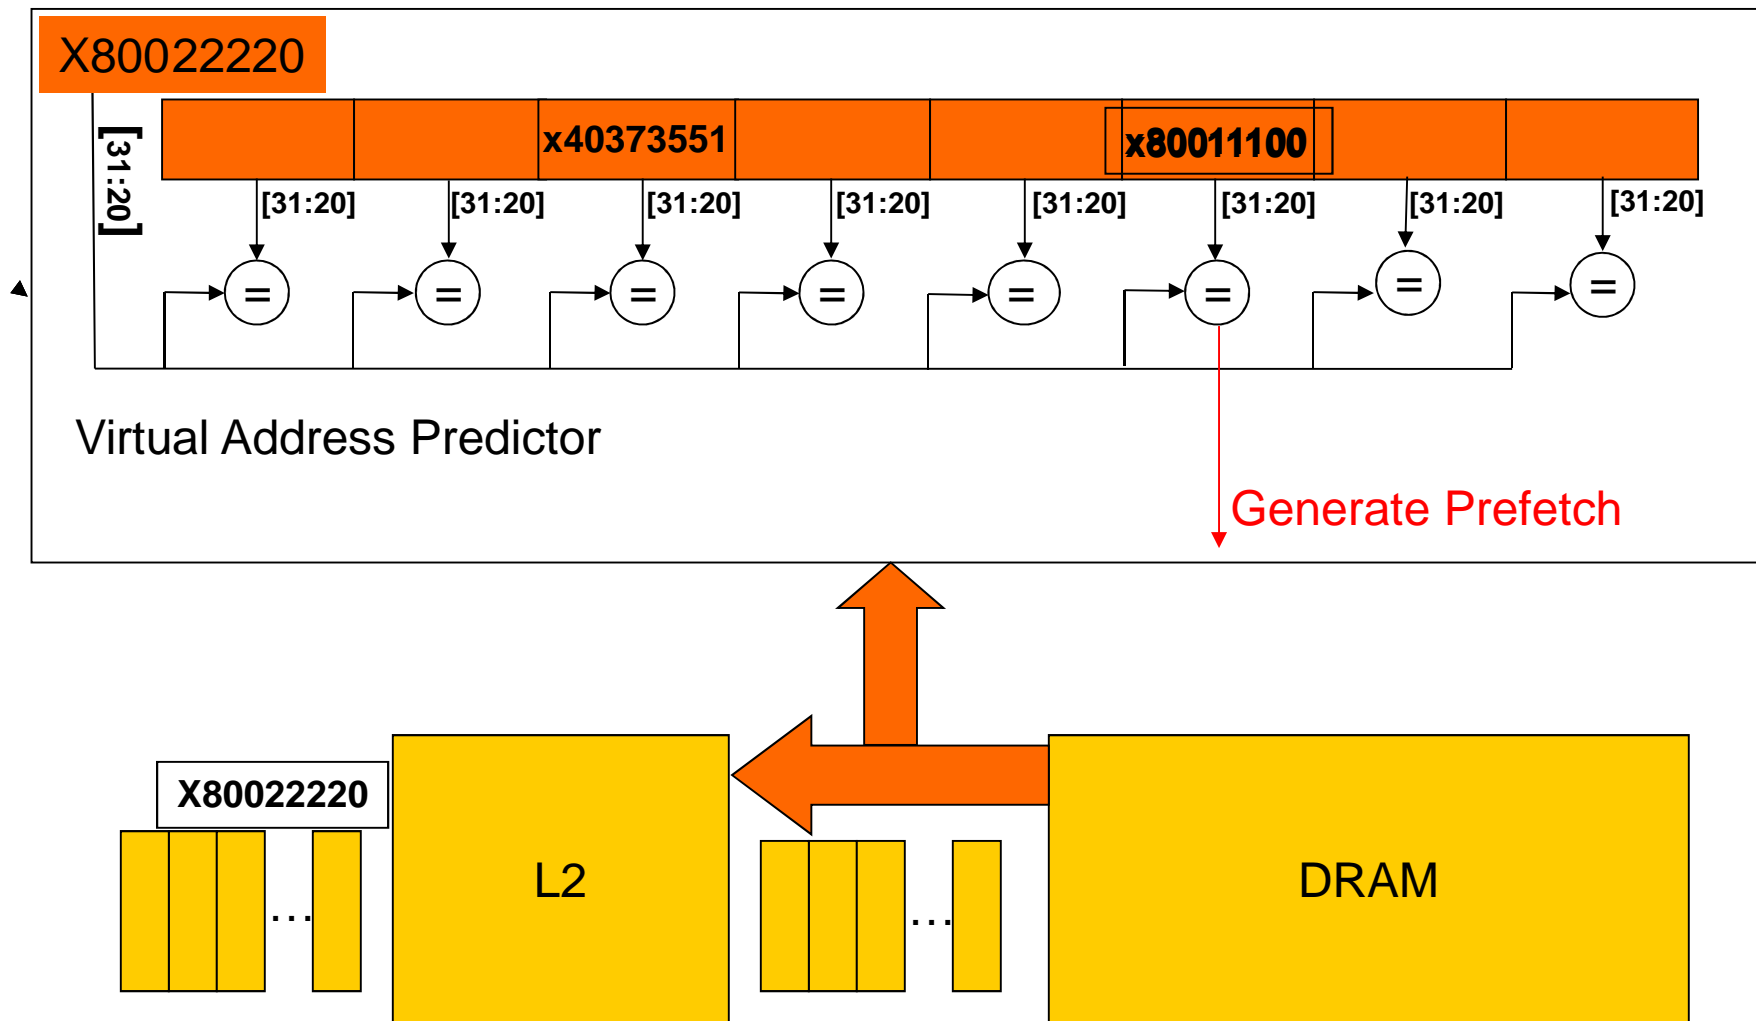 X80022220
[31:20]
x40373551
x80011100
[31:20] [31:20] [31:20] [31:20] [31:20] [31:20] [31:20] [31:20]
= = = = = = = =
Virtual Address Predictor
Generate Prefetch
X80022220
... L2 ... DRAM